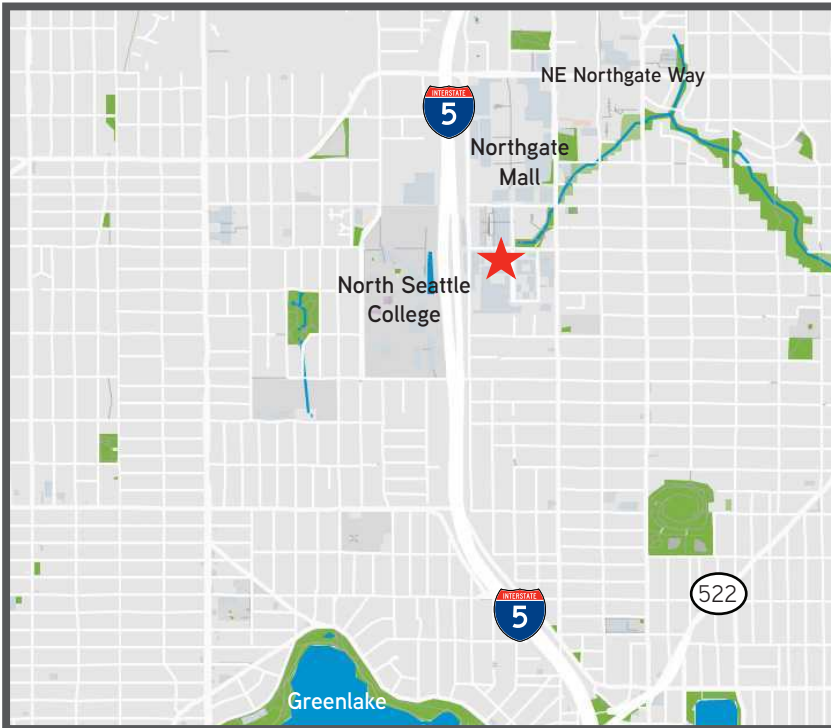 NE Northgate Way
INTERSTATE
5
Northgate
Mall
North Seattle
College
522
INTERSTATE
5
Greenlake